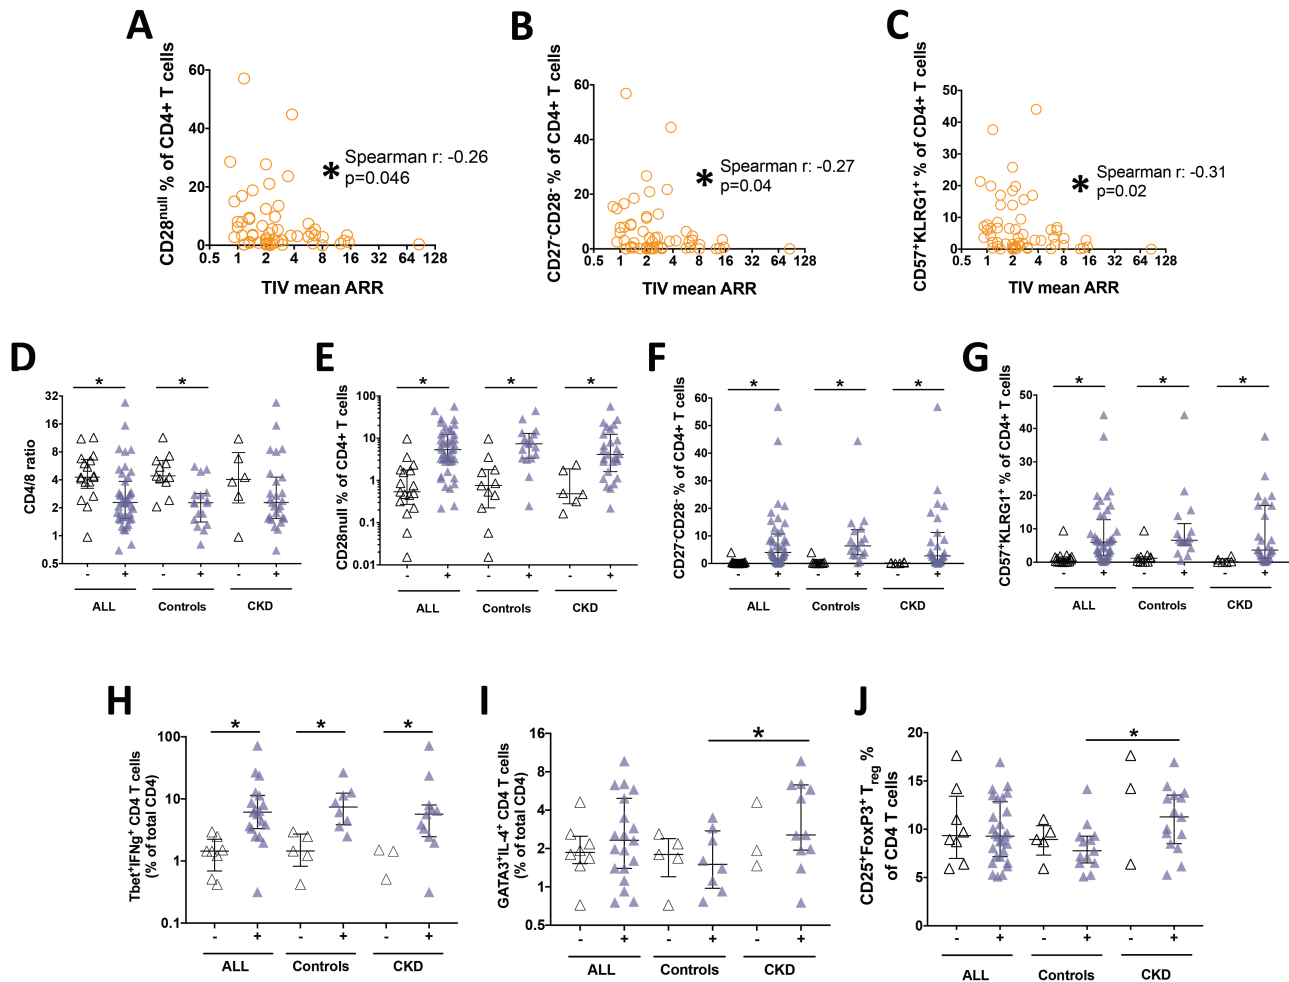 A
CD28null % of CD4+ T cells
60
40
20
0
0.5 1 2 4 8 16 32 64 128
TIV mean ARR
* Spearman r: -0.26
p=0.046
B
CD27-CD28- % of CD4+ T cells
60
40
20
0
0.5 1 2 4 8 16 32 64 128
TIV mean ARR
* Spearman r: -0.27
p=0.04
C
CD57+KLRG1+ % of CD4+ T cells
50
40
30
20
10
0
0.5 1 2 4 8 16 32 64 128
TIV mean ARR
* Spearman r: -0.31
p=0.02
D
CD4/8 ratio
* *
32
16
8
4
2
1
0.5
- + - + - +
ALL Controls CKD
E
CD28null % of CD4+ T cells
* * *
100
10
1
0.1
0.01
- + - + - +
ALL Controls CKD
F
CD27-CD28- % of CD4+ T cells
* * *
60
50
40
30
20
10
0
- + - + - +
ALL Controls CKD
G
CD57+KLRG1+ % of CD4+ T cells
* * *
50
40
30
20
10
0
- + - + - +
ALL Controls CKD
H
Tbet+IFNg+ CD4 T cells
(% of total CD4)
* * *
100
10
1
0.1
- + - + - +
ALL Controls CKD
I
GATA3+IL-4+ CD4 T cells
(% of total CD4)
*
16
8
4
2
1
0.5
- + - + - +
ALL Controls CKD
J
CD25+FoxP3+ Treg %
of CD4 T cells
*
20
15
10
5
0
- + - + - +
ALL Controls CKD